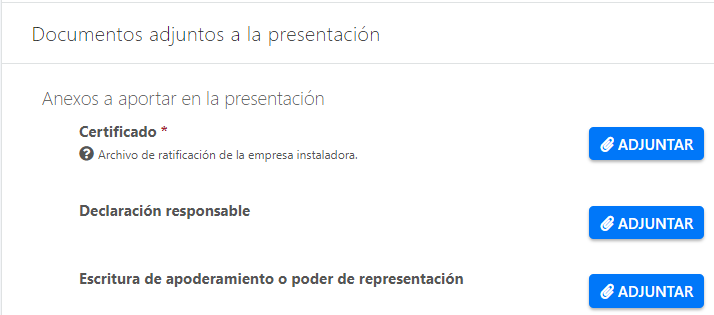 Documentos adjuntos a la presentación
Anexos a aportar en la presentación
Certificado *
? Archivo de ratificación de la empresa instaladora.
ADJUNTAR
Declaración responsable
ADJUNTAR
Escritura de apoderamiento o poder de representación
ADJUNTAR